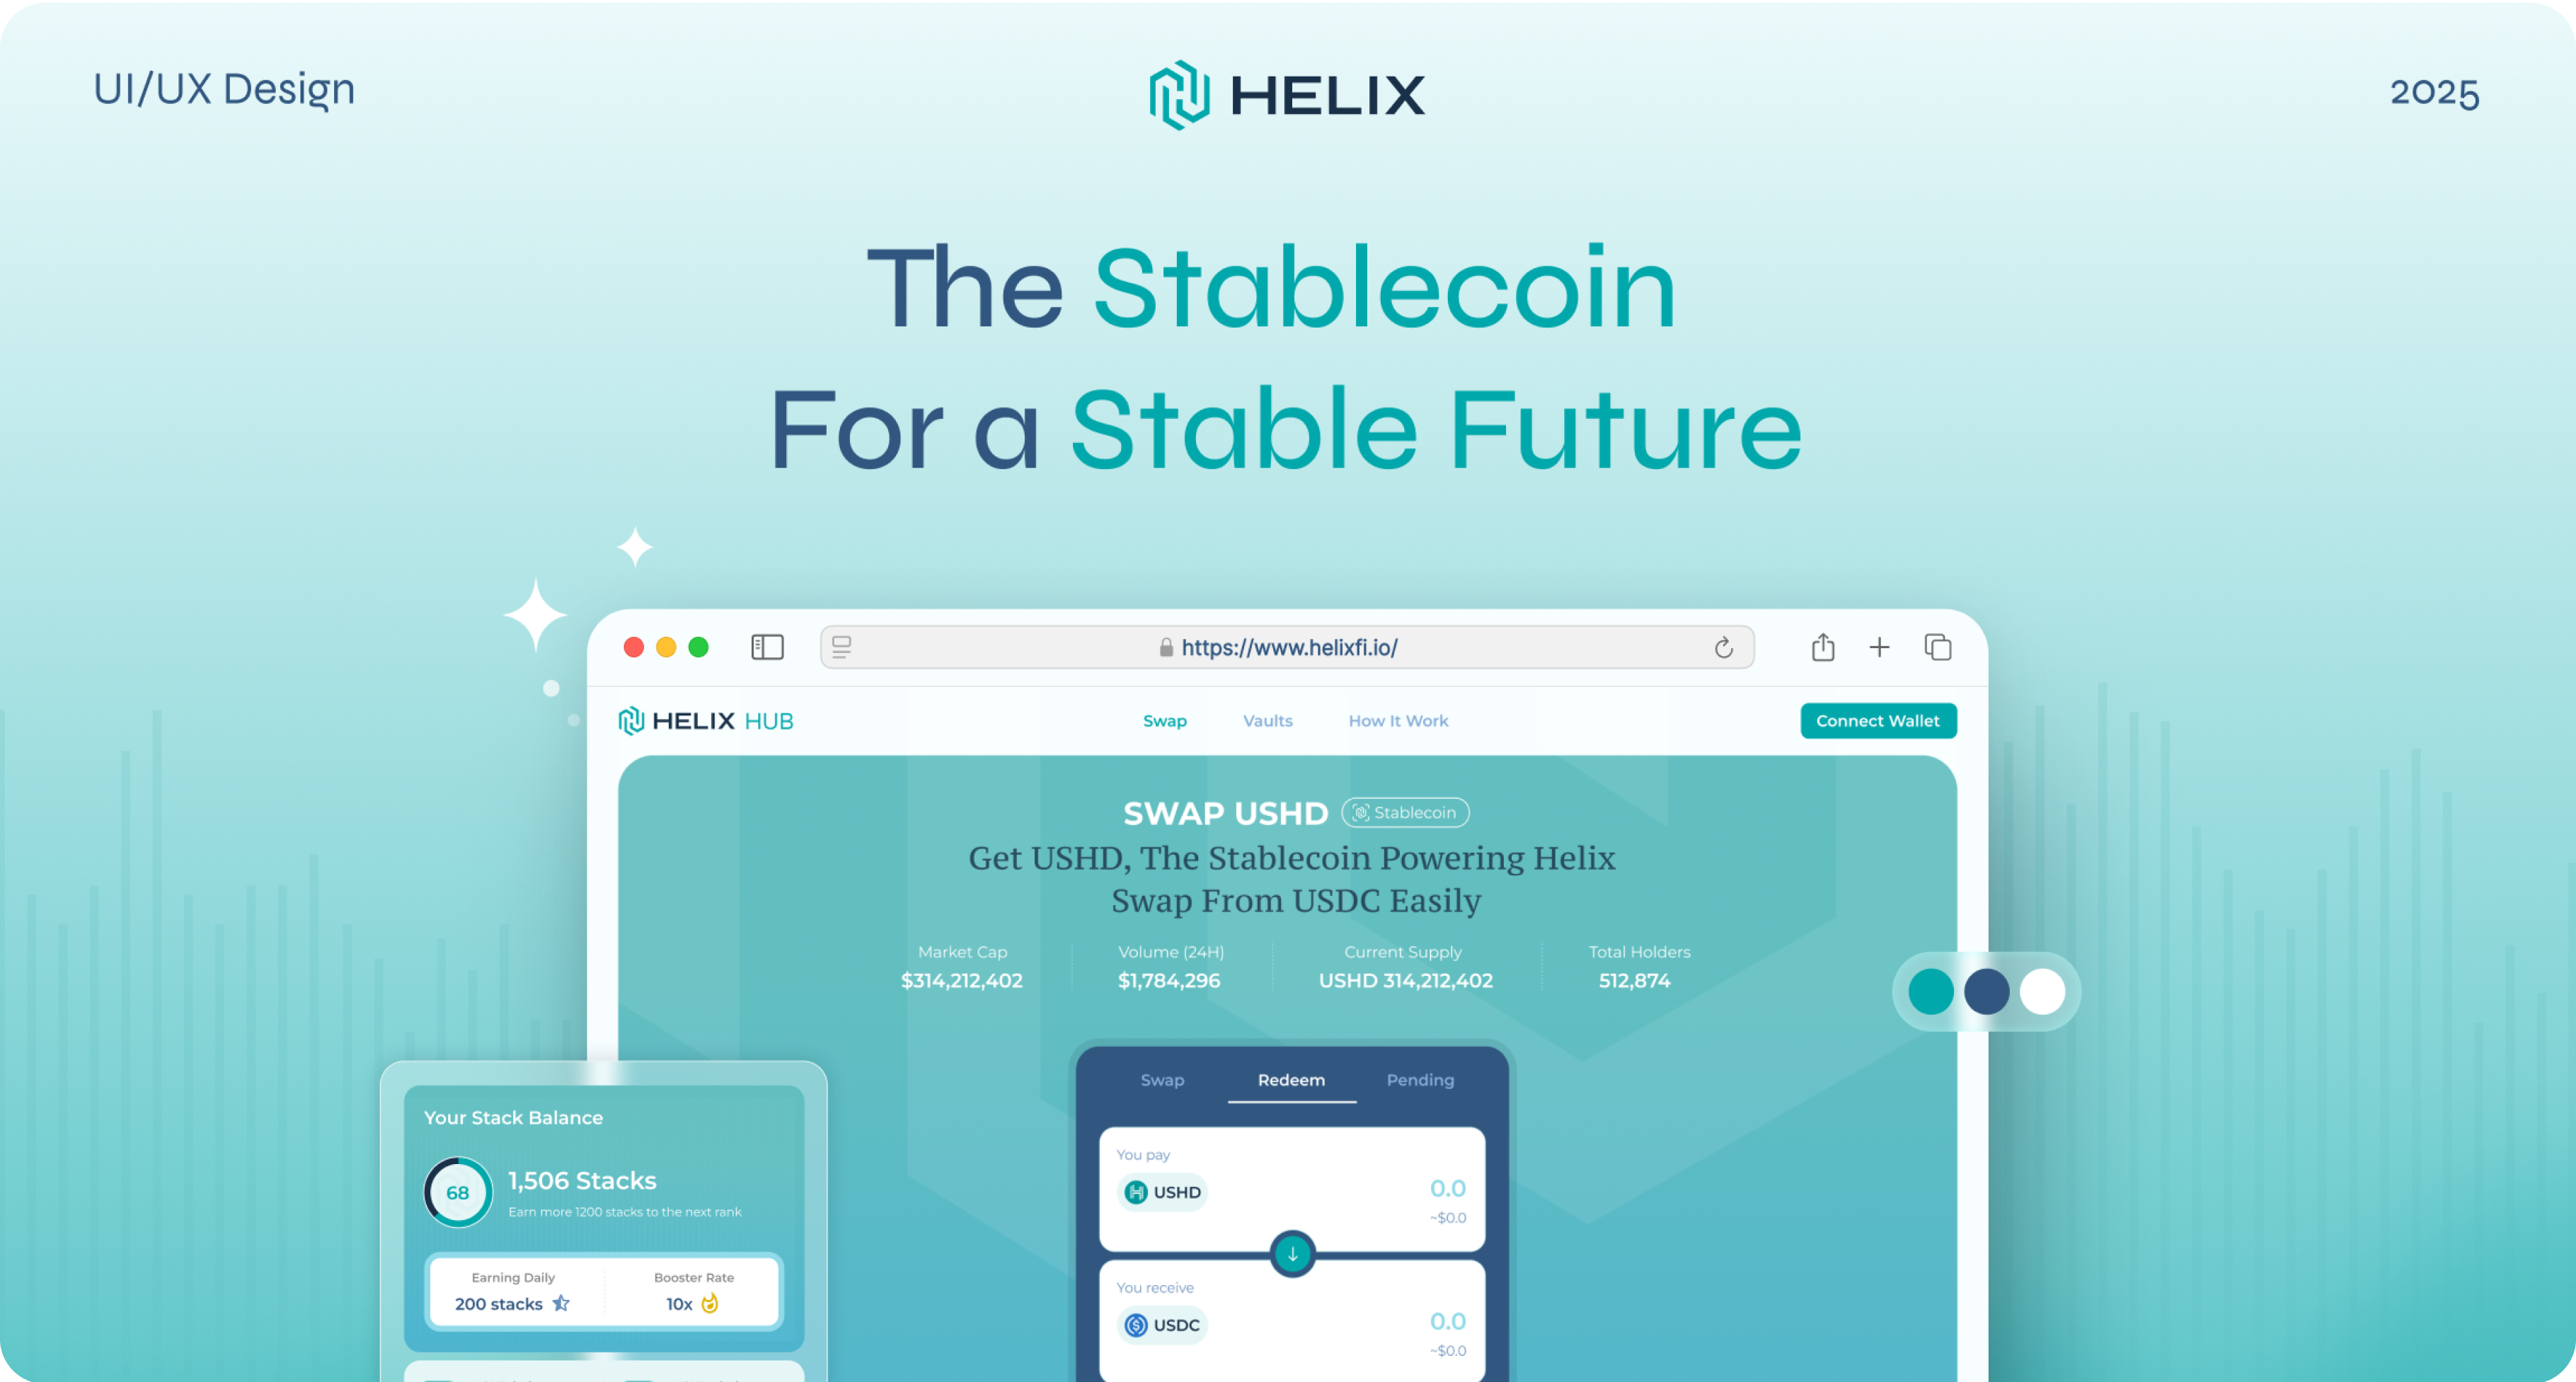 UI/UX Design
HELIX
2025
The Stablecoin
For a Stable Future
https://www.helixfi.io/
HELIX HUB
Swap
Vaults
How It Work
Connect Wallet
SWAP USHD
Stablecoin
Get USHD, The Stablecoin Powering Helix
Swap From USDC Easily
Market Cap
$314,212,402
Volume (24H)
$1,784,296
Current Supply
USHD 314,212,402
Total Holders
512,874
Your Stack Balance
68
1,506 Stacks
Earn more 1200 stacks to the next rank
Earning Daily
200 stacks
Booster Rate
10x
Swap
Redeem
Pending
You pay
USHD
0.0
~$0.0
You receive
USDC
0.0
~$0.0